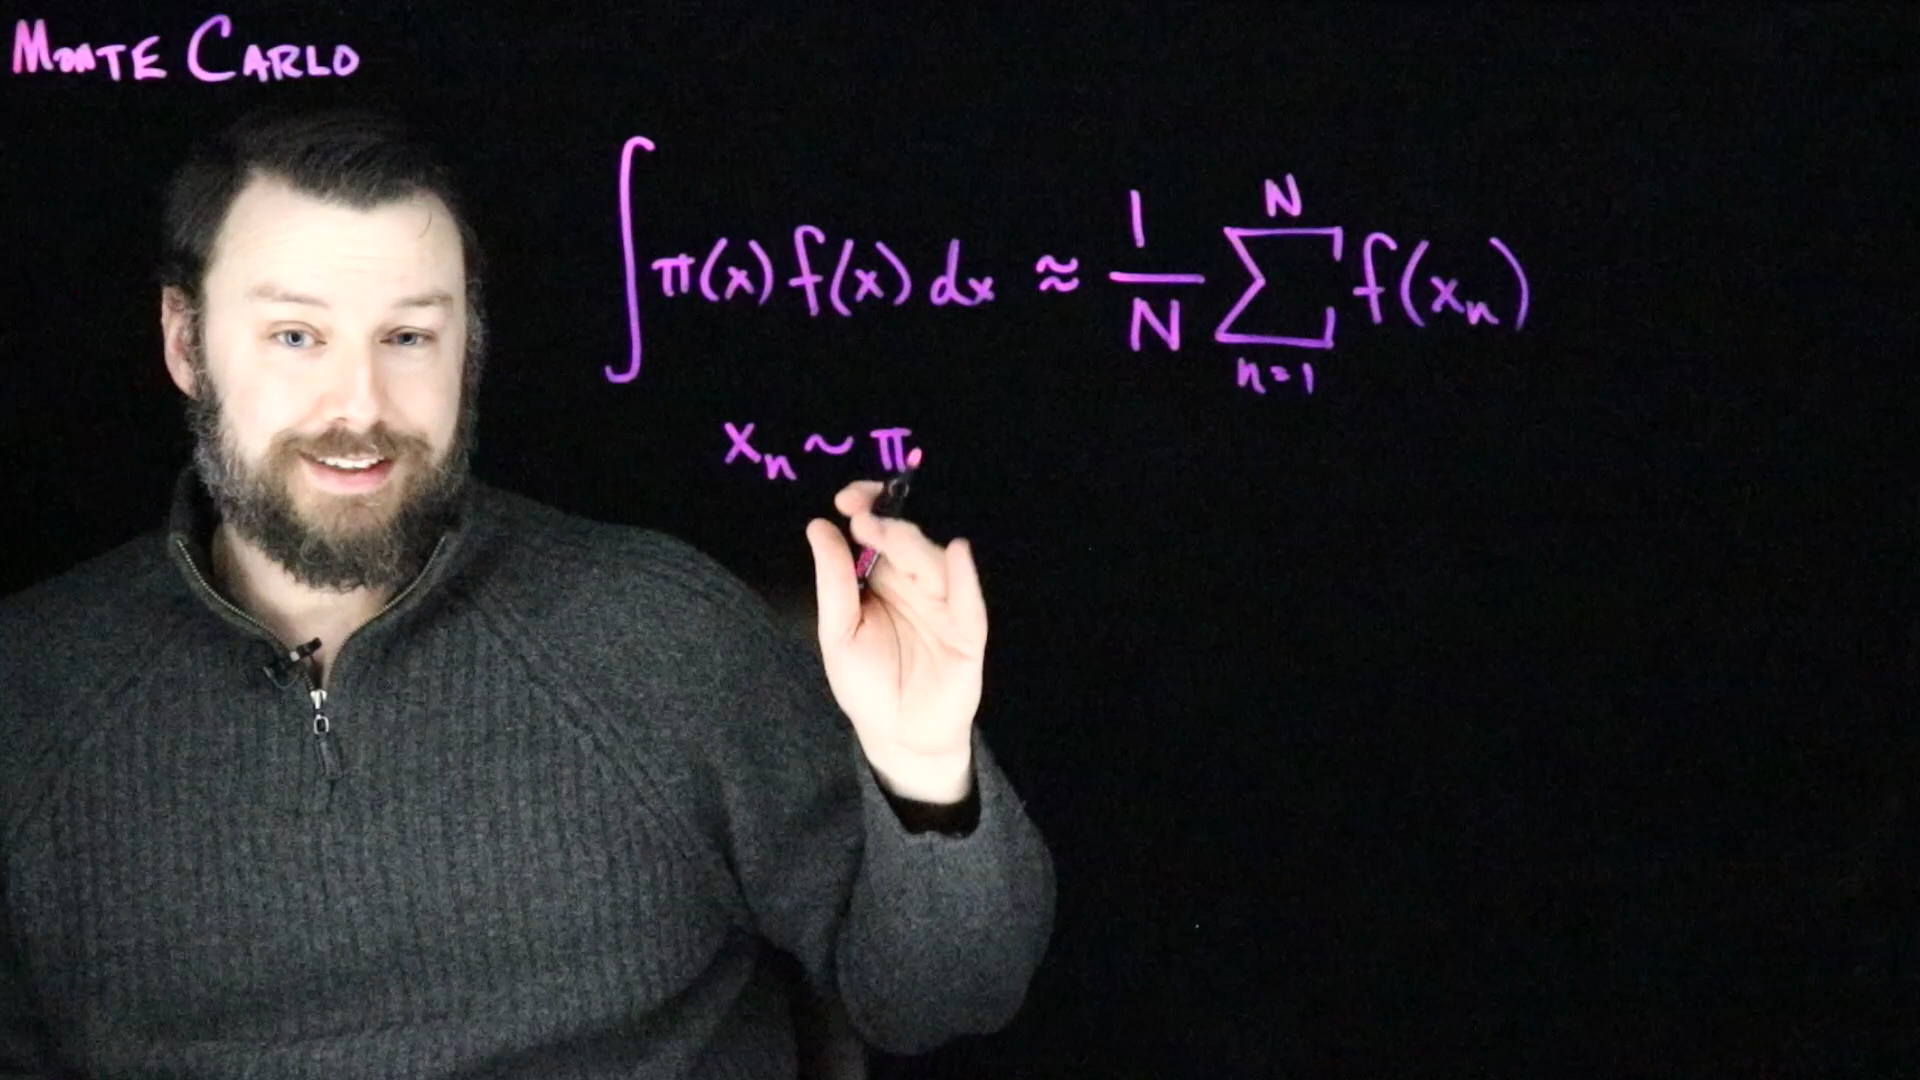 MONTE CARLO
∫π(x)f(x)dx ≈ 1/N ∑_{n=1}^{N} f(x_n)
x_n ~ π